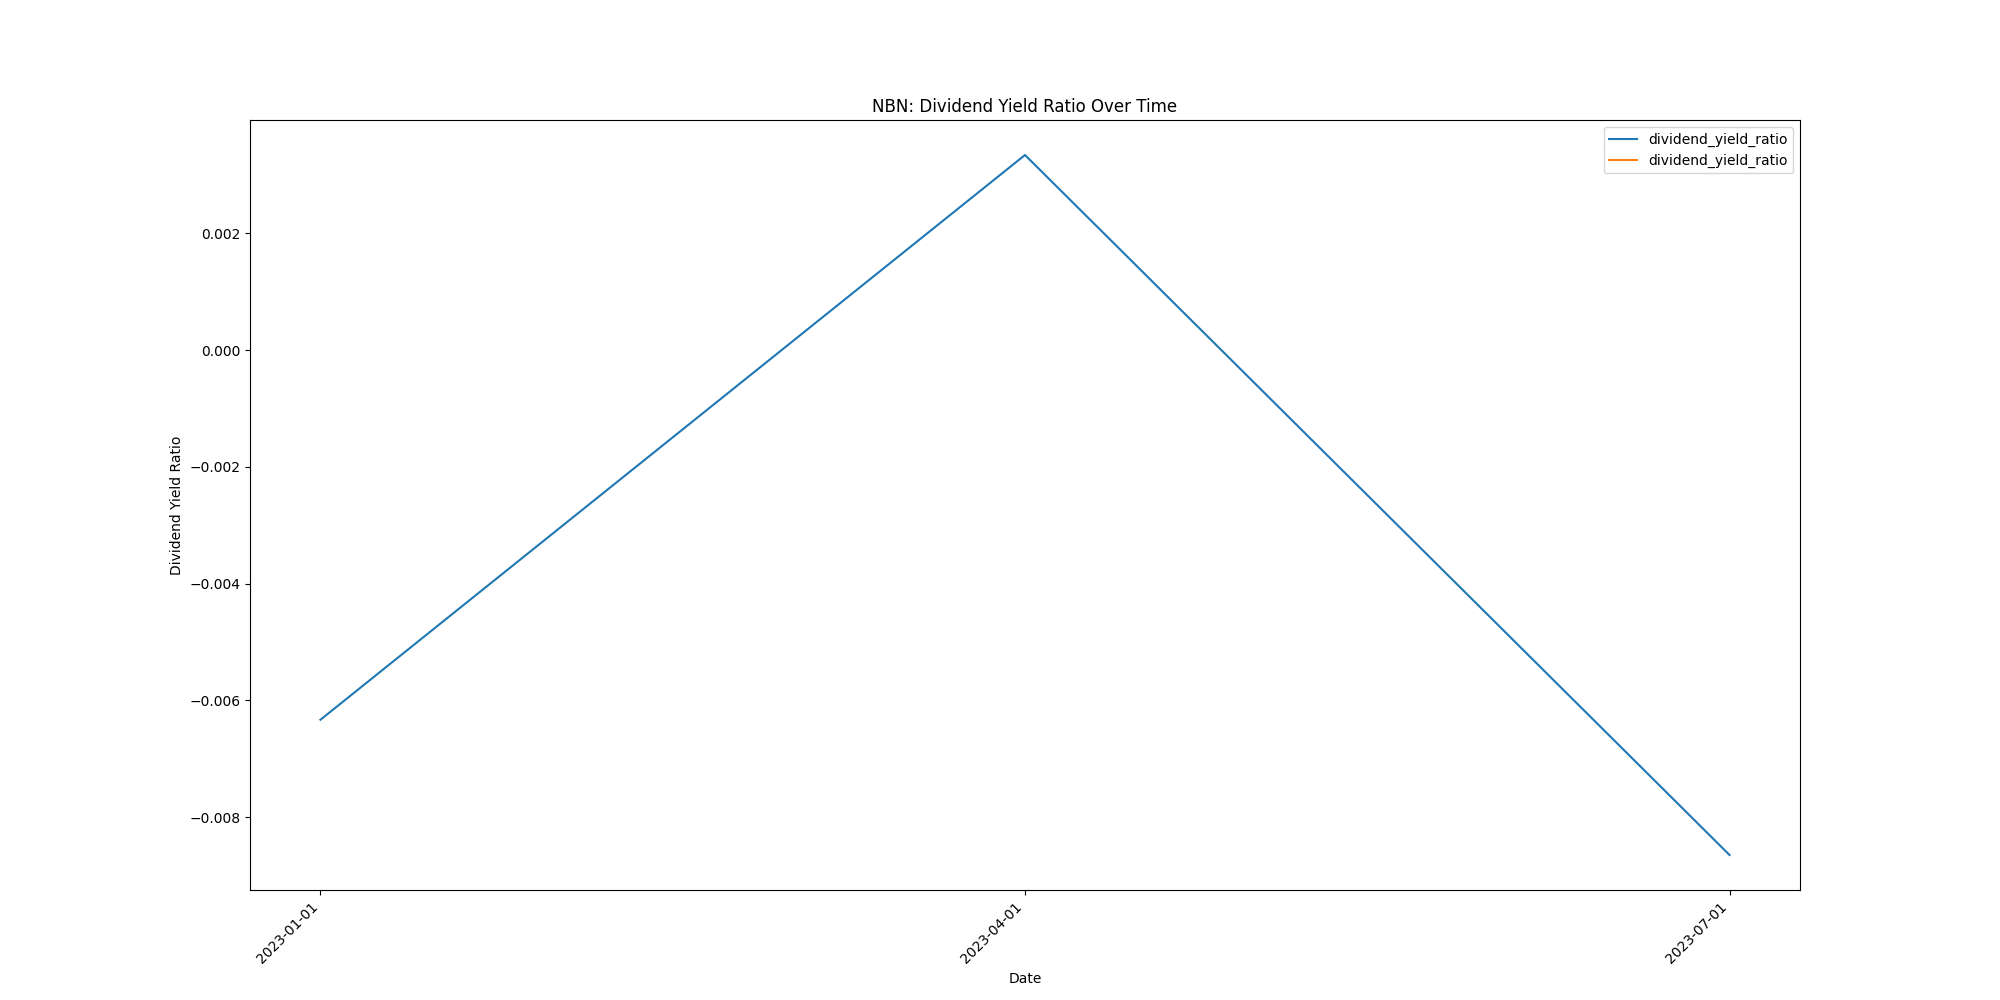 NBN: Dividend Yield Ratio Over Time
dividend_yield_ratio
dividend_yield_ratio
Dividend Yield Ratio
0.002
0.000
−0.002
−0.004
−0.006
−0.008
2023-01-01
2023-04-01
2023-07-01
Date